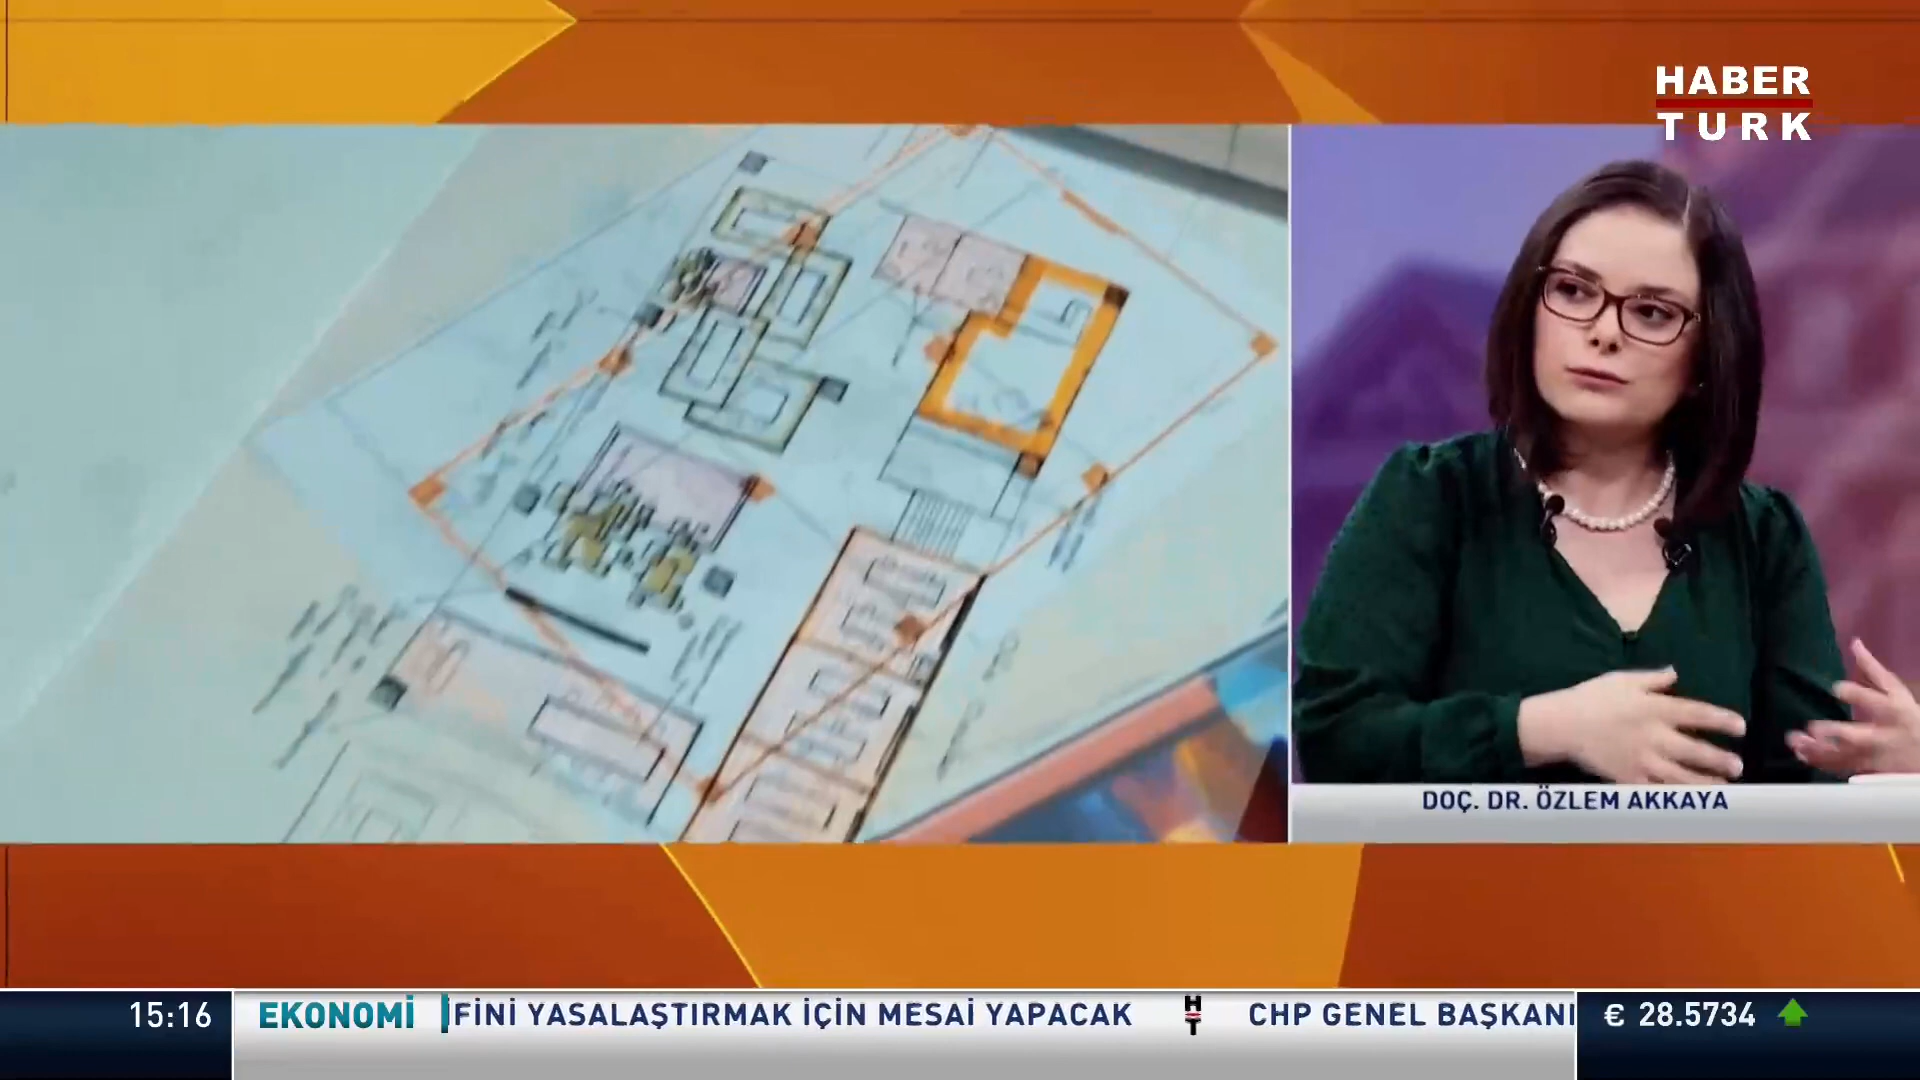 HABER
TURK
DOÇ. DR. ÖZLEM AKKAYA
15:16
EKONOMİ
FİNİ YASALAŞTIRMAK İÇİN MESAİ YAPACAK
HT
CHP GENEL BAŞKANI
€ 28.5734